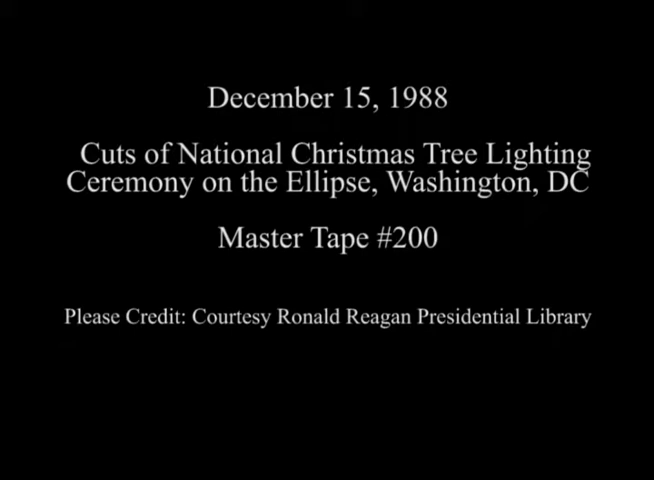 December 15, 1988
Cuts of National Christmas Tree Lighting
Ceremony on the Ellipse, Washington, DC
Master Tape #200
Please Credit: Courtesy Ronald Reagan Presidential Library